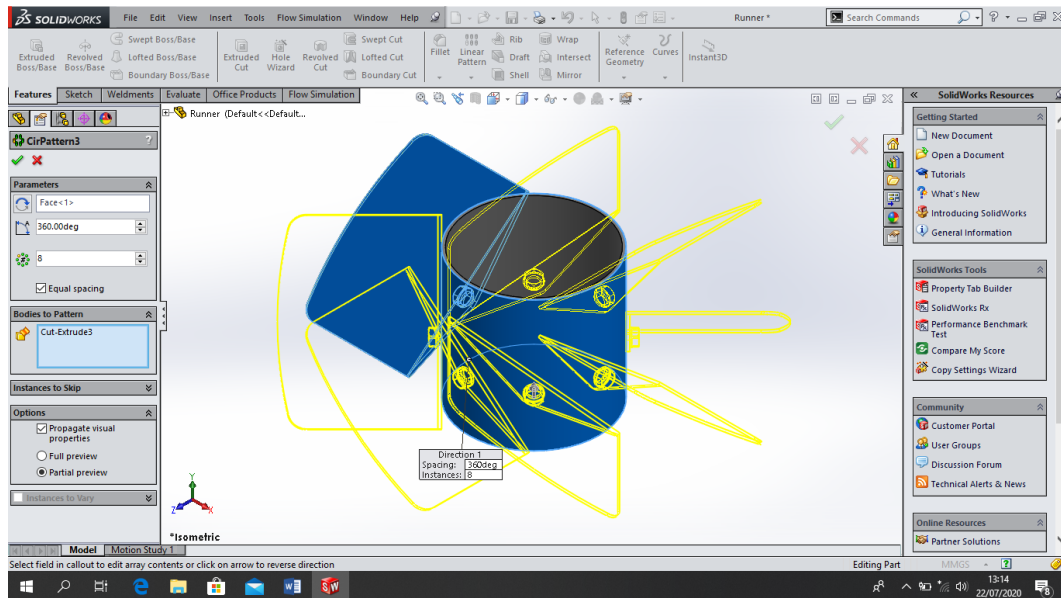 SOLIDWORKS File Edit View Insert Tools Flow Simulation Window Help Runner * Search Commands
Extruded Boss/Base
Revolved Boss/Base
Swept Boss/Base
Lofted Boss/Base
Boundary Boss/Base
Extruded Cut
Hole Wizard
Revolved Cut
Swept Cut
Lofted Cut
Boundary Cut
Fillet
Linear Pattern
Rib
Draft
Shell
Wrap
Intersect
Mirror
Reference Geometry
Curves
Instant3D
Features Sketch Weldments Evaluate Office Products Flow Simulation
Runner (Default<<Default...
CirPattern3 ?
Parameters
Face<1>
360.00deg
8
Equal spacing
Bodies to Pattern
Cut-Extrude3
Instances to Skip
Options
Propagate visual
properties
Full preview
Partial preview
Instances to Vary
Direction 1
Spacing: 360deg
Instances: 8
Y
Z X
*Isometric
SolidWorks Resources
Getting Started
New Document
Open a Document
Tutorials
What's New
Introducing SolidWorks
General Information
SolidWorks Tools
Property Tab Builder
SolidWorks Rx
Performance Benchmark
Test
Compare My Score
Copy Settings Wizard
Community
Customer Portal
User Groups
Discussion Forum
Technical Alerts & News
Online Resources
Partner Solutions
Model Motion Study 1
Select field in callout to edit array contents or click on arrow to reverse direction Editing Part MMGS
13:14
22/07/2020